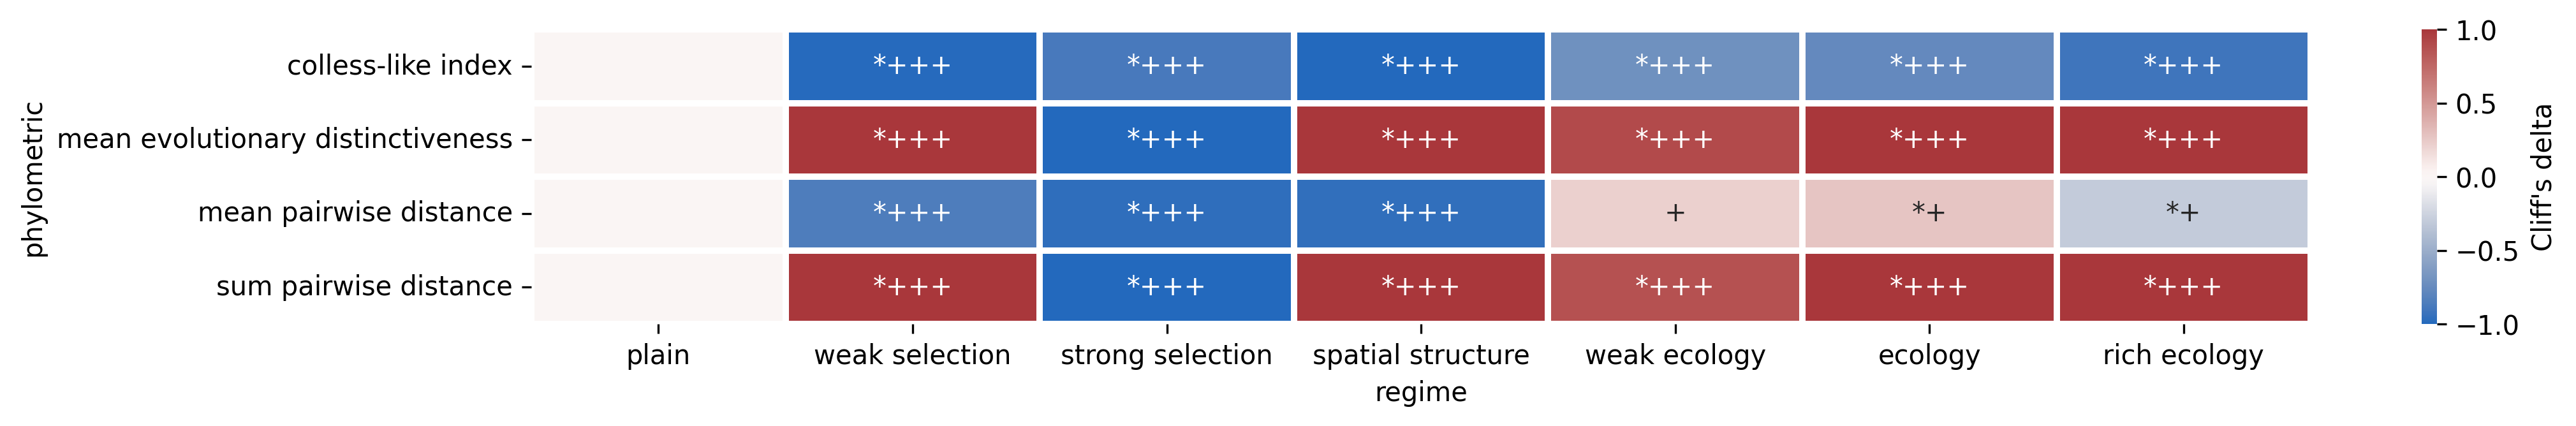 phylometric
colless-like index *+++ *+++ *+++ *+++ *+++ *+++
mean evolutionary distinctiveness *+++ *+++ *+++ *+++ *+++ *+++
mean pairwise distance *+++ *+++ *+++ + *+ *+
sum pairwise distance *+++ *+++ *+++ *+++ *+++ *+++
plain weak selection strong selection spatial structure weak ecology ecology rich ecology
regime
1.0
0.5
0.0
−0.5
−1.0
Cliff's delta